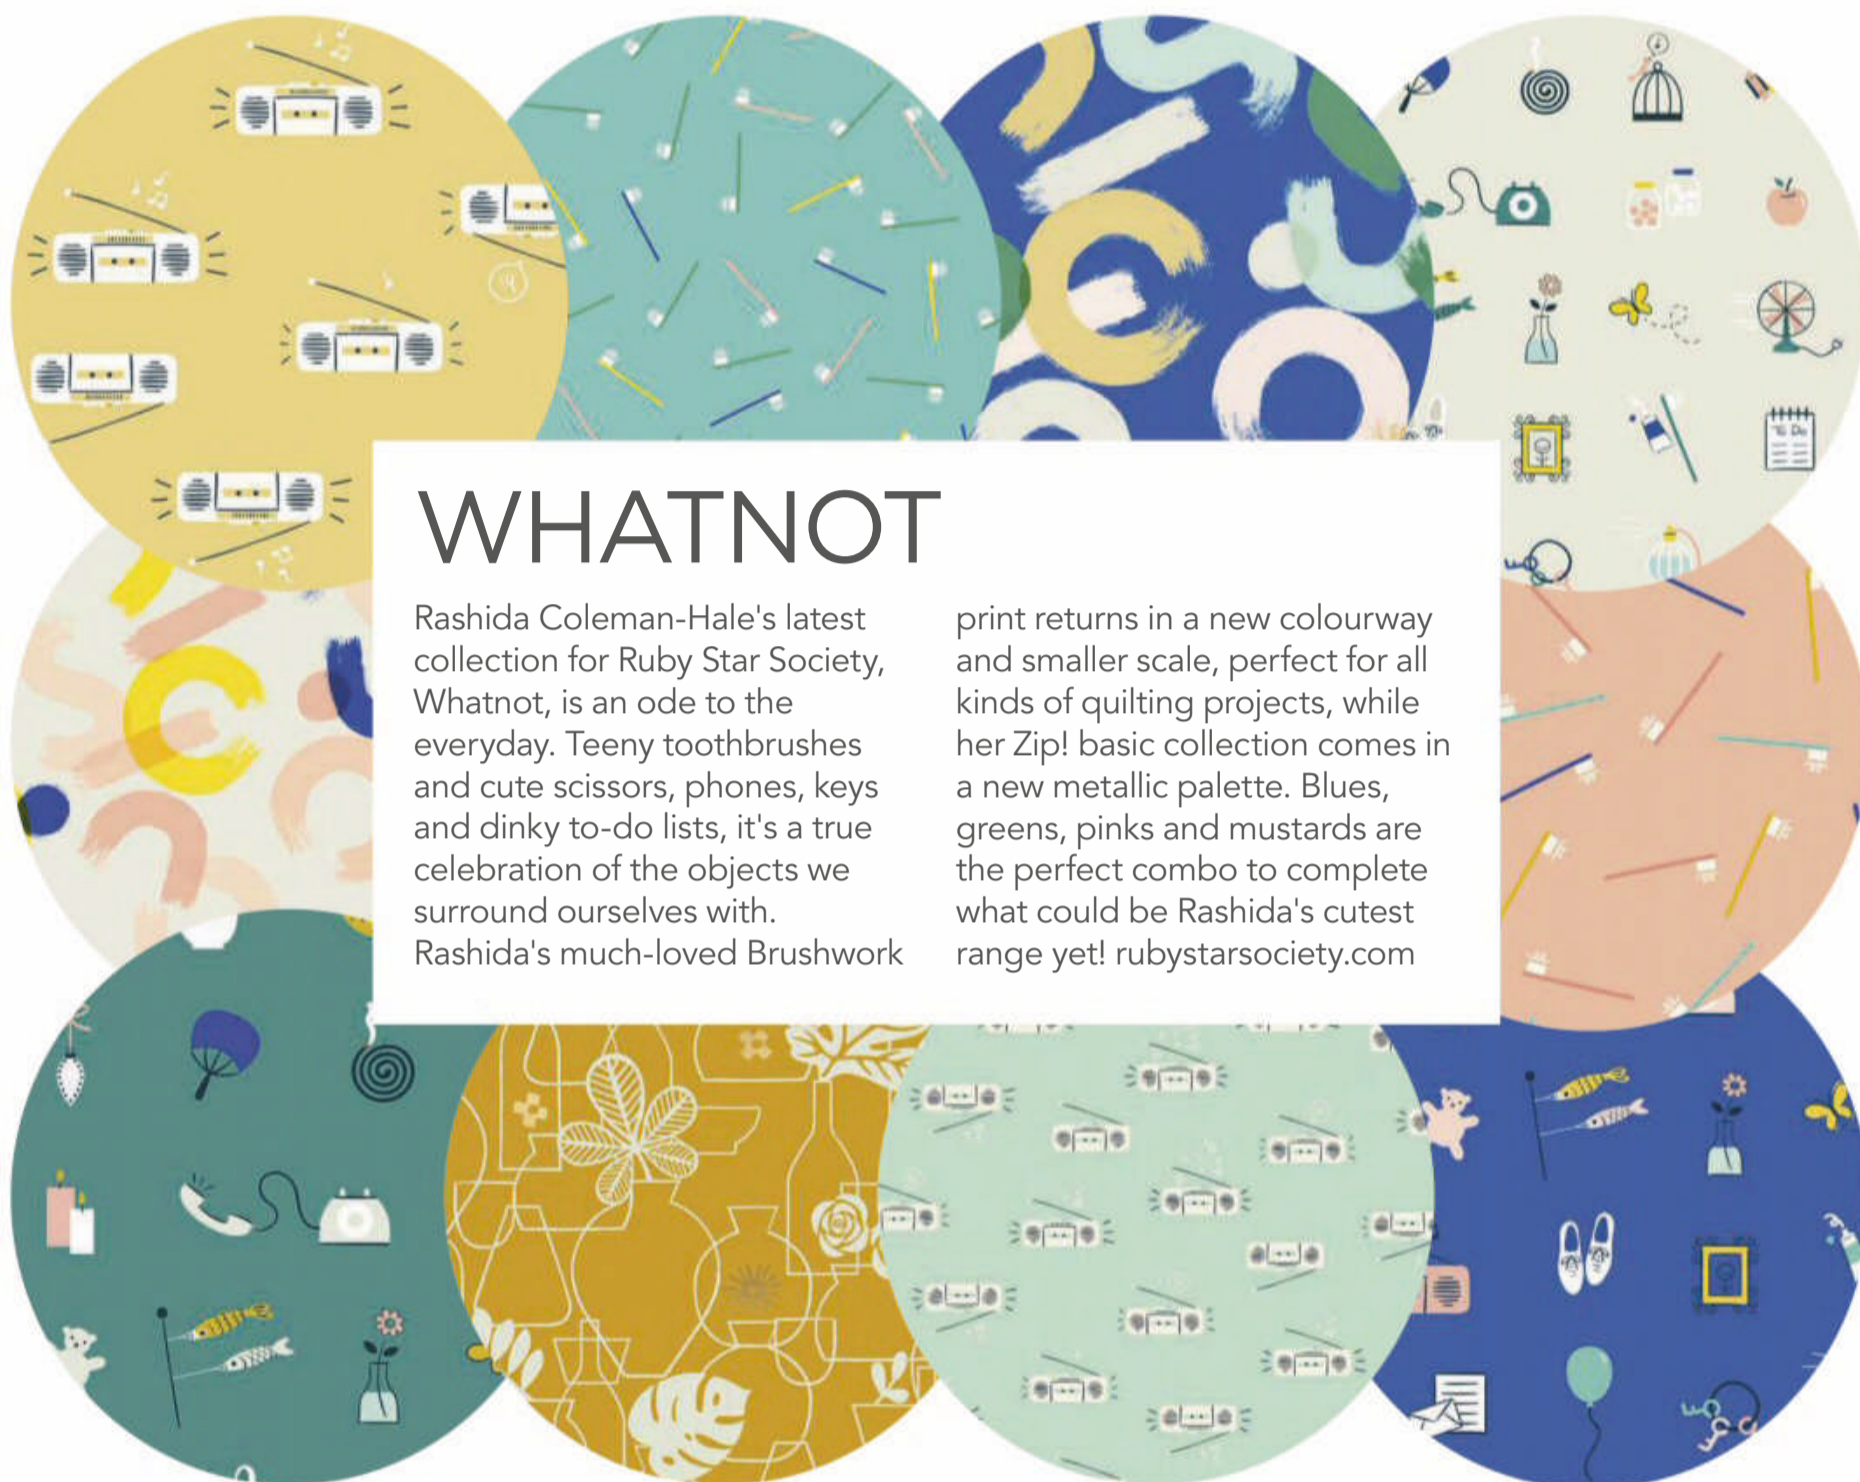 To Do
WHATNOT
Rashida Coleman-Hale's latest
collection for Ruby Star Society,
Whatnot, is an ode to the
everyday. Teeny toothbrushes
and cute scissors, phones, keys
and dinky to-do lists, it's a true
celebration of the objects we
surround ourselves with.
Rashida's much-loved Brushwork
print returns in a new colourway
and smaller scale, perfect for all
kinds of quilting projects, while
her Zip! basic collection comes in
a new metallic palette. Blues,
greens, pinks and mustards are
the perfect combo to complete
what could be Rashida's cutest
range yet! rubystarsociety.com